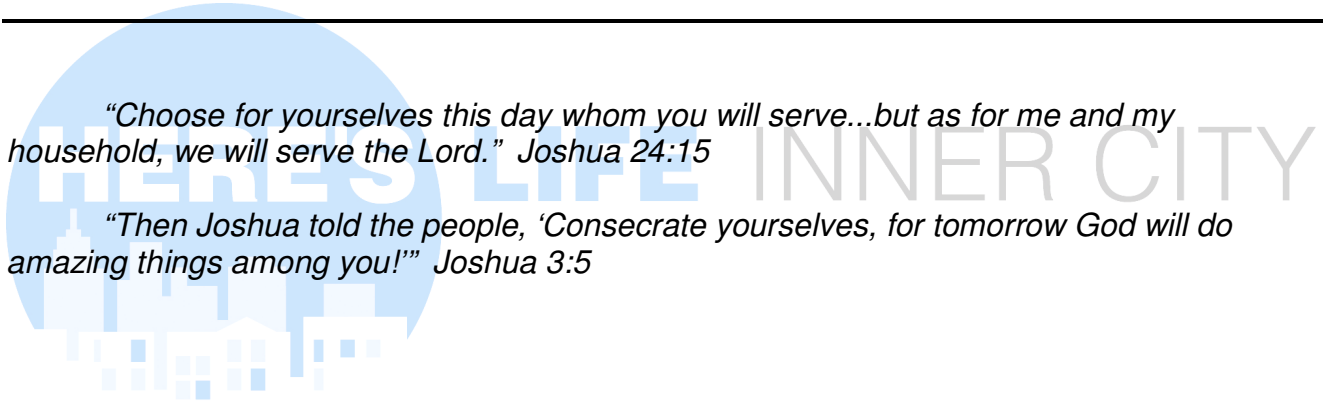 “Choose for yourselves this day whom you will serve...but as for me and my
household, we will serve the Lord.” Joshua 24:15
HERE'S LIFE INNER CITY
“Then Joshua told the people, ‘Consecrate yourselves, for tomorrow God will do
amazing things among you!’” Joshua 3:5